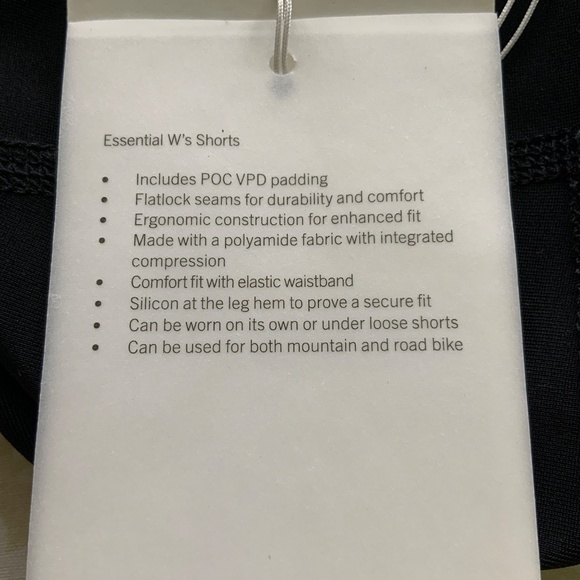 Essential W's Shorts
• Includes POC VPD padding
• Flatlock seams for durability and comfort
• Ergonomic construction for enhanced fit
• Made with a polyamide fabric with integrated
compression
• Comfort fit with elastic waistband
• Silicon at the leg hem to prove a secure fit
• Can be worn on its own or under loose shorts
• Can be used for both mountain and road bike